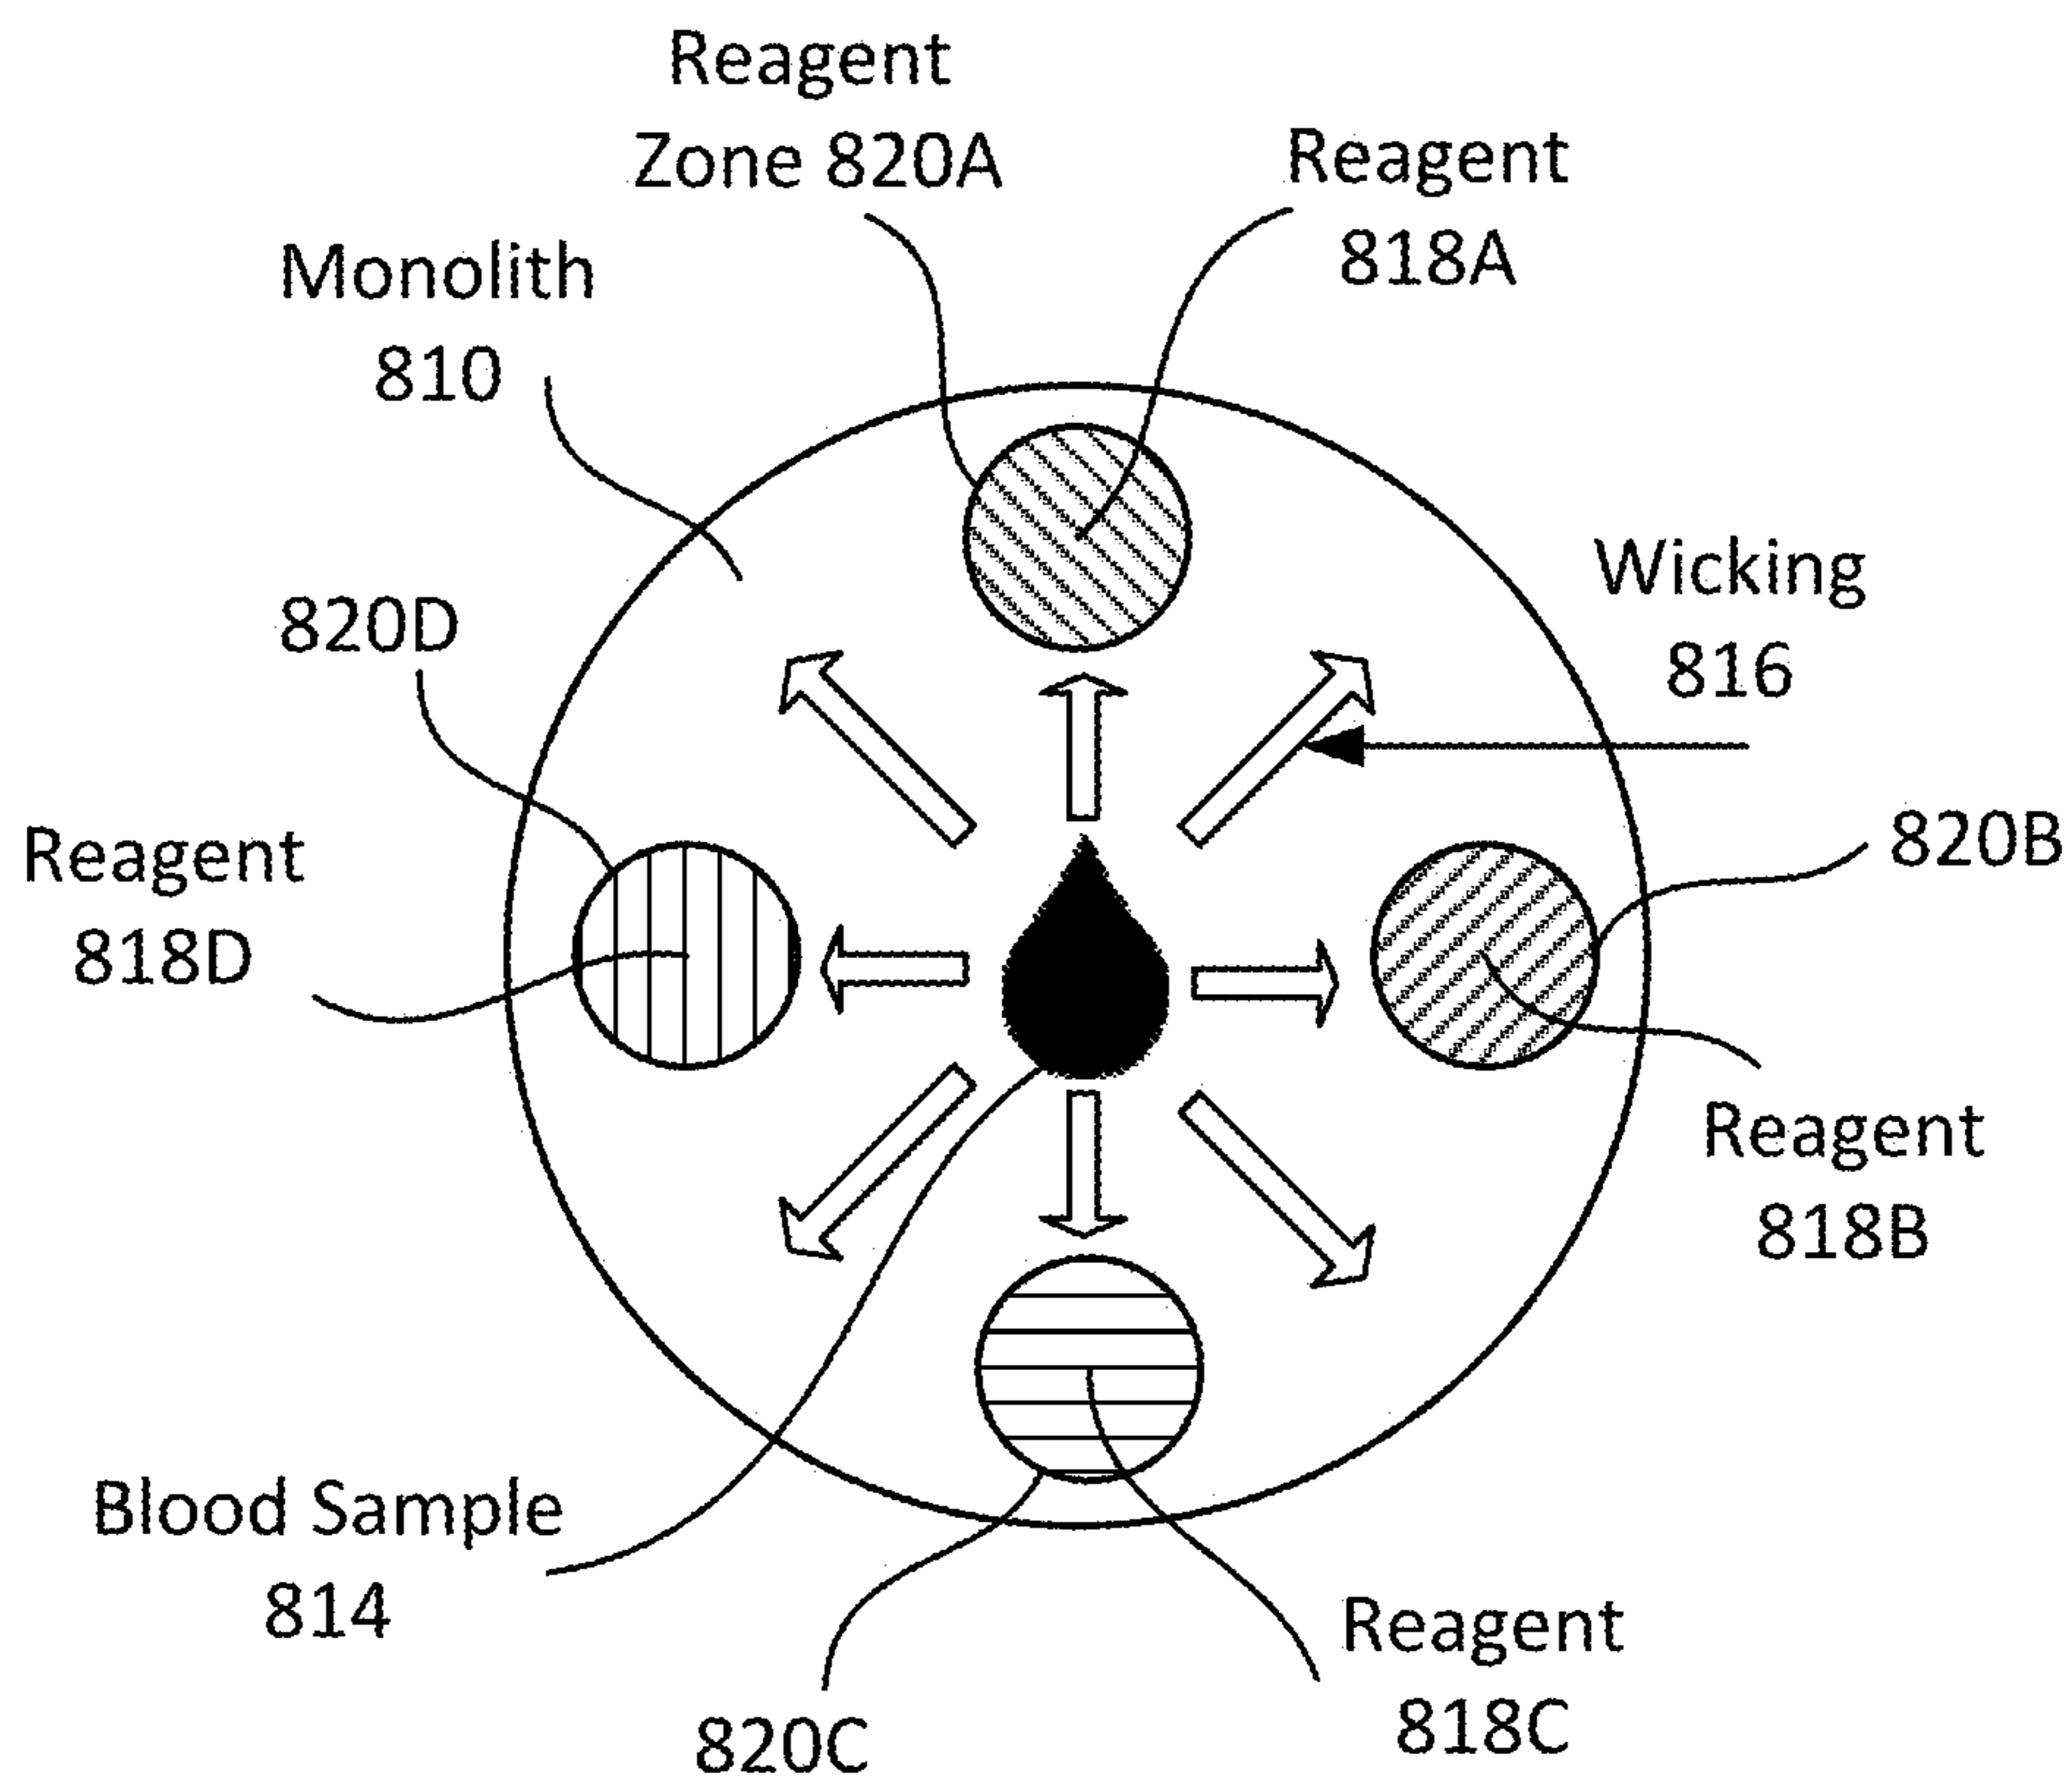 Reagent
Zone 820A
Reagent
818A
Monolith
810
Wicking
816
820D
820B
Reagent
818D
Reagent
818B
Blood Sample
814
Reagent
818C
820C